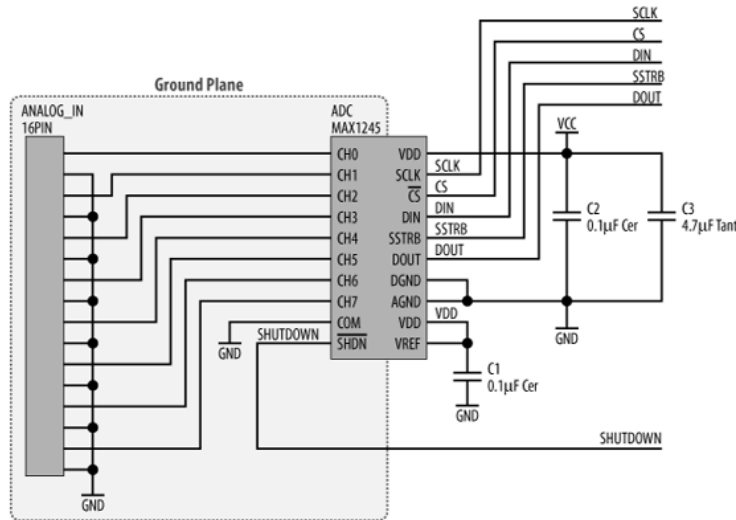 SCLK
CS
DIN
SSTRB
DOUT
Ground Plane
ANALOG_IN
16PIN
ADC
MAX1245
VCC
CH0
CH1
CH2
CH3
CH4
CH5
CH6
CH7
COM
SHDN
VDD
SCLK
CS
DIN
SSTRB
DOUT
DGND
AGND
VDD
VREF
SCLK
CS
DIN
SSTRB
DOUT
VDD
C2
0.1µF Cer
C3
4.7µF Tant
GND
SHUTDOWN
GND
C1
0.1µF Cer
GND
SHUTDOWN
GND